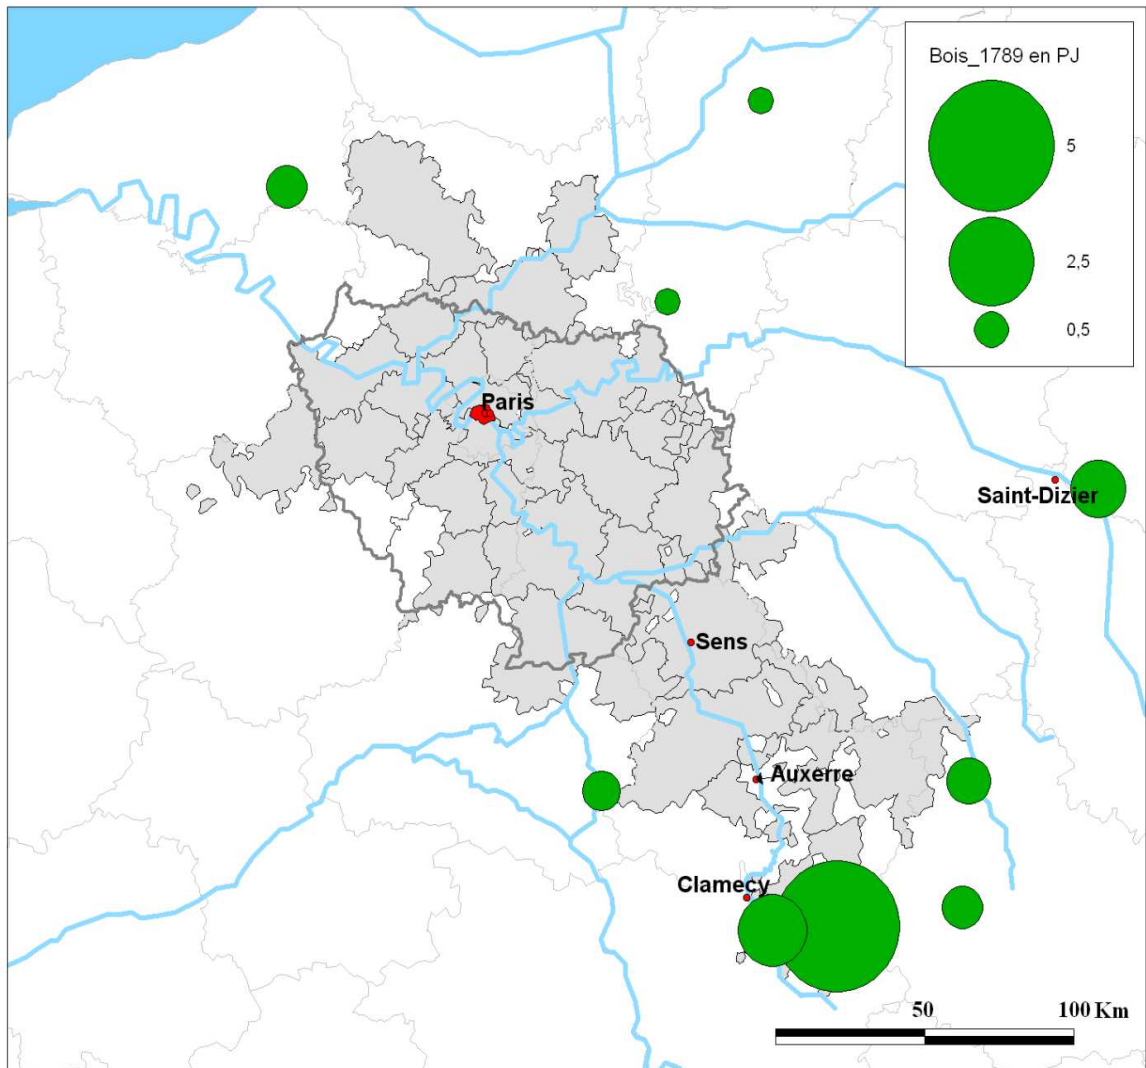 Bois_1789 en PJ
5
2,5
0,5
Paris
Saint-Dizier
Sens
Auxerre
Clamecy
50
100 Km